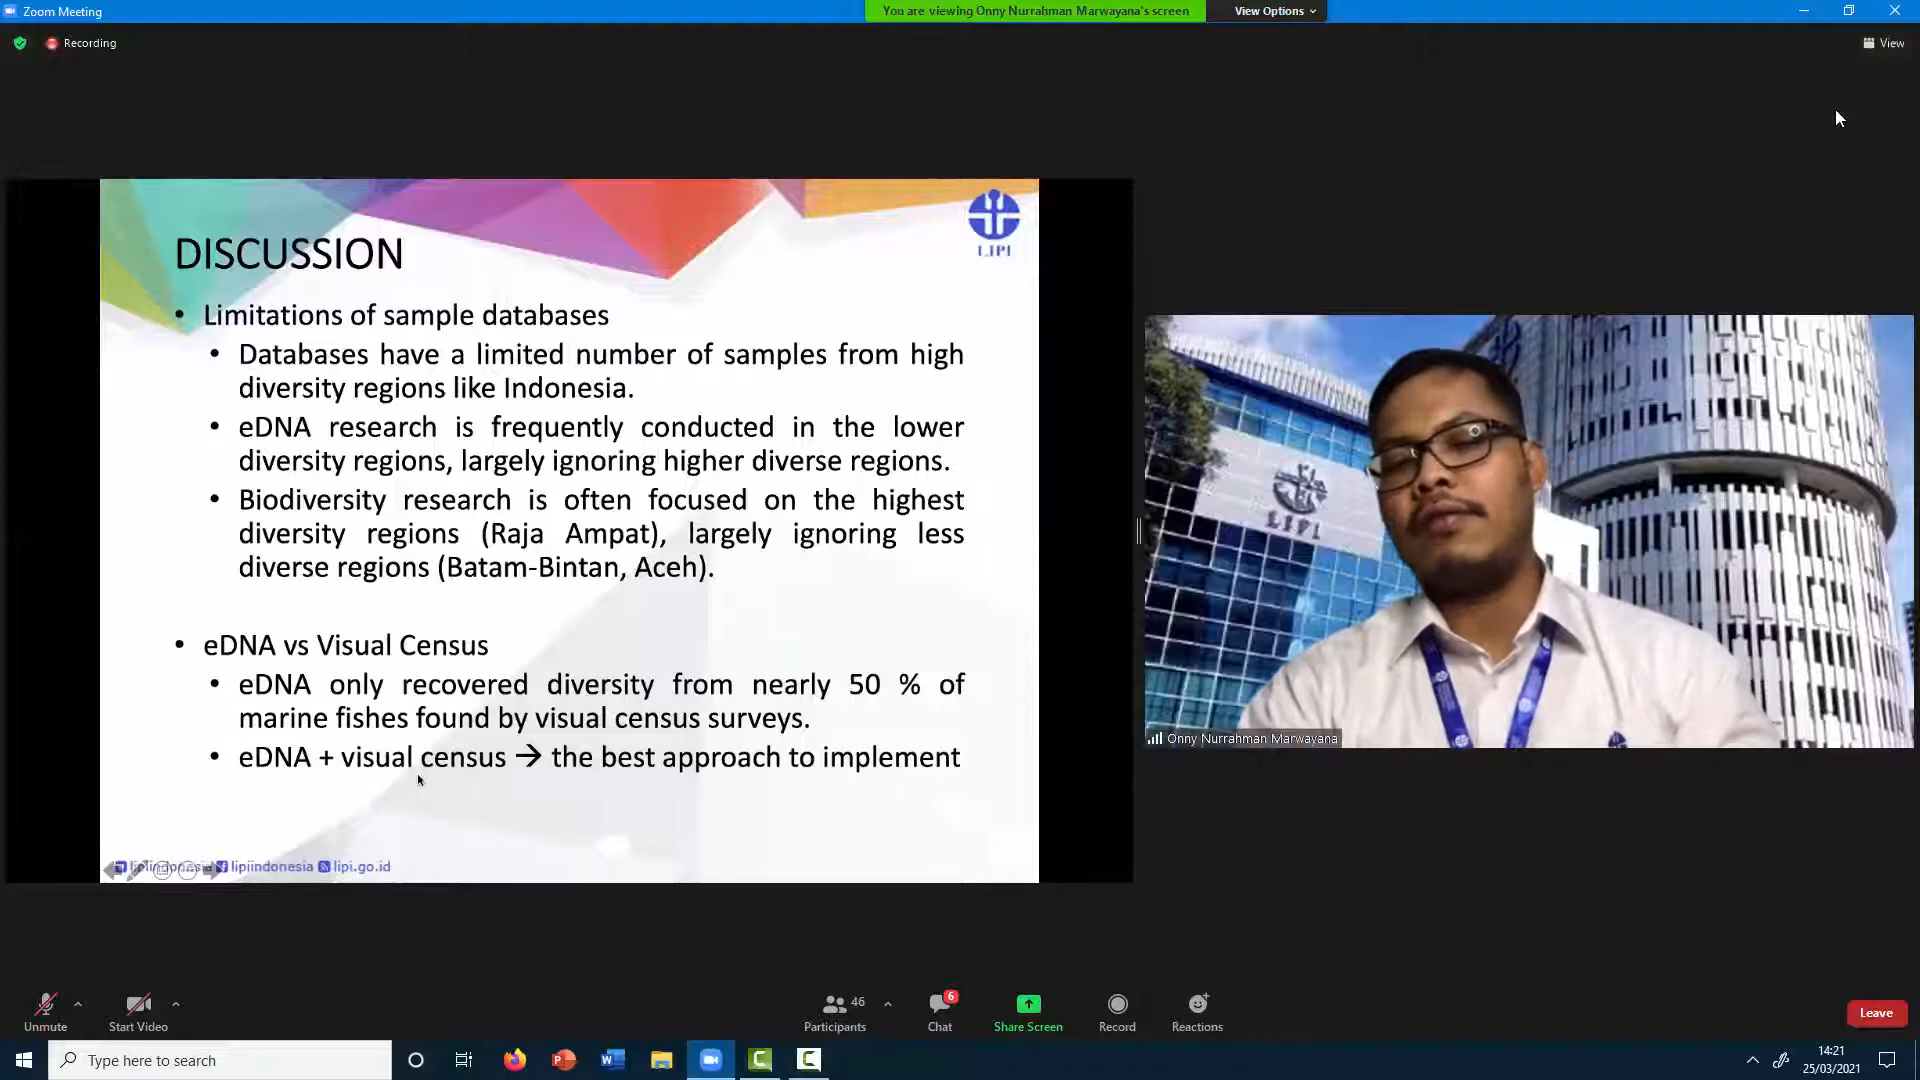 Zoom Meeting
You are viewing Onny Nurrahman Marwayana's screen
View Options
Recording
View
LIPI
DISCUSSION
• Limitations of sample databases
• Databases have a limited number of samples from high
diversity regions like Indonesia.
• eDNA research is frequently conducted in the lower
diversity regions, largely ignoring higher diverse regions.
• Biodiversity research is often focused on the highest
diversity regions (Raja Ampat), largely ignoring less
diverse regions (Batam-Bintan, Aceh).
• eDNA vs Visual Census
• eDNA only recovered diversity from nearly 50 % of
marine fishes found by visual census surveys.
• eDNA + visual census → the best approach to implement
lipiindonesia lipiindonesia lipi.go.id
LIPI
Onny Nurrahman Marwayana
Unmute
Start Video
46
Participants
6
Chat
Share Screen
Record
Reactions
Leave
Type here to search
14:21
25/03/2021